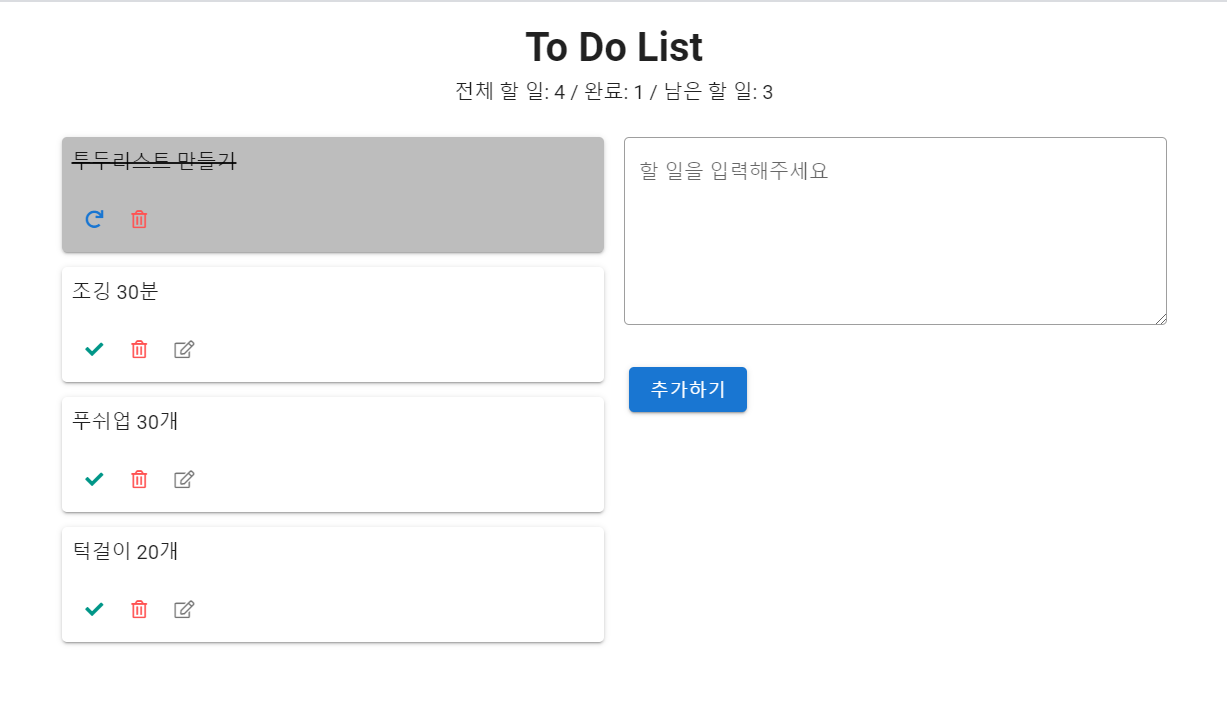 To Do List
전체 할 일: 4 / 완료: 1 / 남은 할 일: 3
투두리스트 만들기
조깅 30분
푸쉬업 30개
턱걸이 20개
할 일을 입력해주세요
추가하기